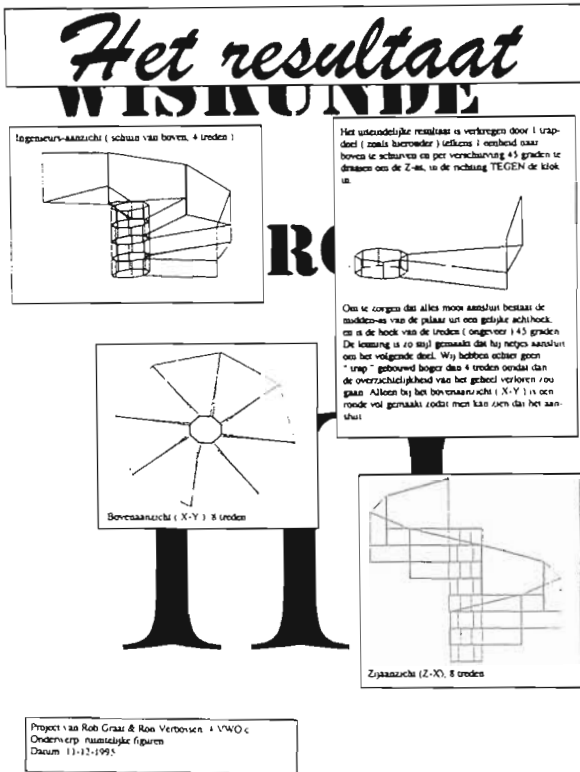 Het resultaat
WISKUNDE
Ingenieurs-aanzicht ( schuin van boven, 4 treden )
Het uiteindelijke resultaat is verkregen door 1 trap-
deel ( zoals hieronder ) telkens 1 eenheid naar
boven te schuiven en per verschuiving 45 graden te
draaien om de Z-as, in de richting TEGEN de klok
in.
Om te zorgen dat alles mooi aansluit bestaat de
midden-as van de pilaar uit een gelijke achthoek,
en is de hoek van de treden ( ongeveer ) 45 graden
De leuning is zo stijl gemaakt dat hij netjes aansluit
om het volgende deel. Wij hebben echter geen
" trap " gebouwd hoger dan 4 treden omdat dan
de overzichtelijkheid van het geheel verloren zou
gaan. Alleen bij het bovenaanzicht ( X-Y ) is een
ronde vol gemaakt zodat men kan zien dat het aan-
sluit
Bovenaanzicht ( X-Y ) 8 treden
Zijaanzicht (Z-X), 8 treden
Project van Rob Graat & Ron Verbossen 4 VWO c
Onderwerp ruimtelijke figuren
Datum 11-12-1995